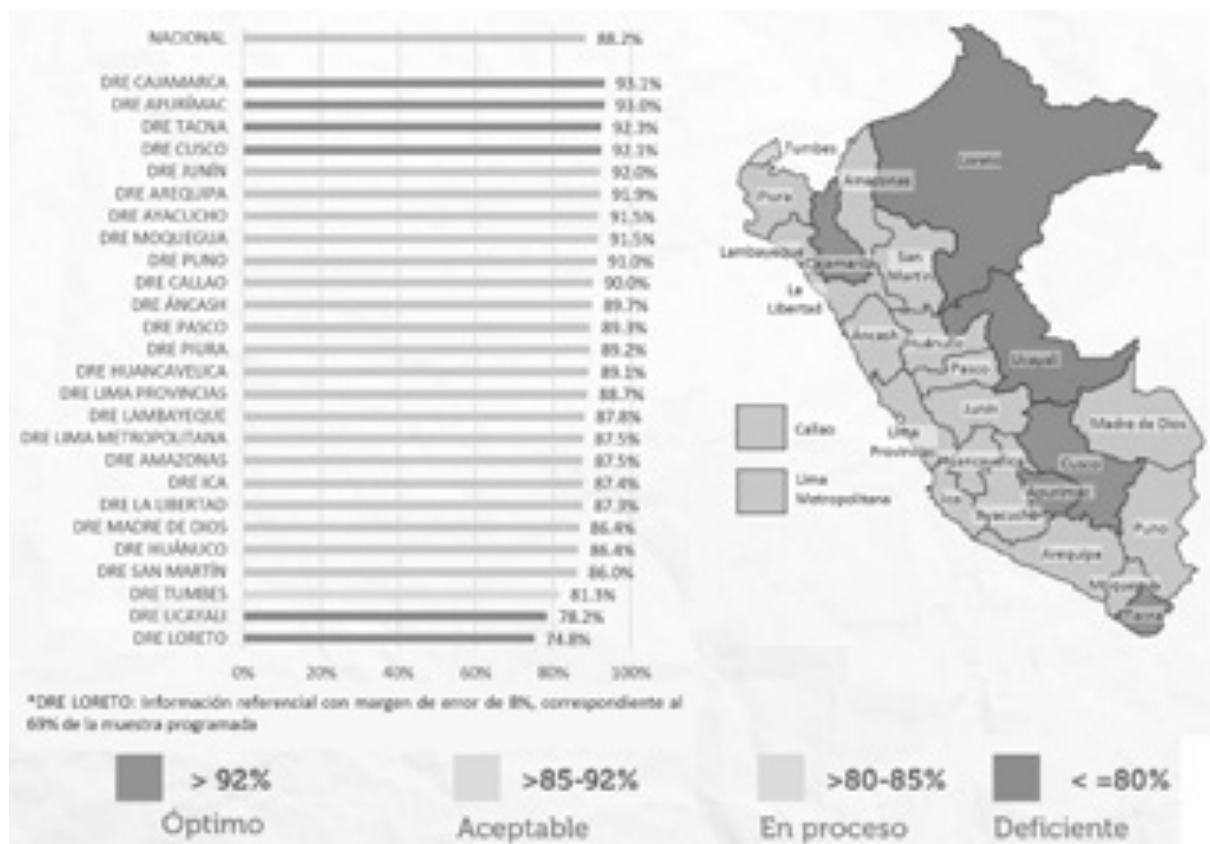 NACIONAL 88.2%
DRE CAJAMARCA 93.1%
DRE APURÍMAC 93.0%
DRE TACNA 92.3%
DRE CUSCO 92.1%
DRE JUNÍN 92.0%
DRE AREQUIPA 91.9%
DRE AYACUCHO 91.5%
DRE MOQUEGUA 91.5%
DRE PUNO 91.0%
DRE CALLAO 90.0%
DRE ÁNCASH 89.7%
DRE PASCO 89.3%
DRE PIURA 89.2%
DRE HUANCAVELICA 89.1%
DRE LIMA PROVINCIAS 88.7%
DRE LAMBAYEQUE 87.8%
DRE LIMA METROPOLITANA 87.5%
DRE AMAZONAS 87.5%
DRE ICA 87.4%
DRE LA LIBERTAD 87.3%
DRE MADRE DE DIOS 86.4%
DRE HUÁNUCO 86.4%
DRE SAN MARTÍN 86.0%
DRE TUMBES 81.3%
DRE UCAYALI 78.2%
DRE LORETO 74.8%
0% 20% 40% 60% 80% 100%
*DRE LORETO: Información referencial con margen de error de 8%, correspondiente al
69% de la muestra programada
Tumbes
Loreto
Amazonas
Piura
Lambayeque
Cajamarca
San
Martín
La
Libertad
Ancash
Huánuco
Ucayali
Pasco
Junín
Madre de Dios
Callao
Lima
Provincias
Huancavelica
Cusco
Lima
Metropolitana
Ica
Apurímac
Ayacucho
Puno
Arequipa
Moquegua
Tacna
> 92% >85-92% >80-85% < =80%
Óptimo Aceptable En proceso Deficiente